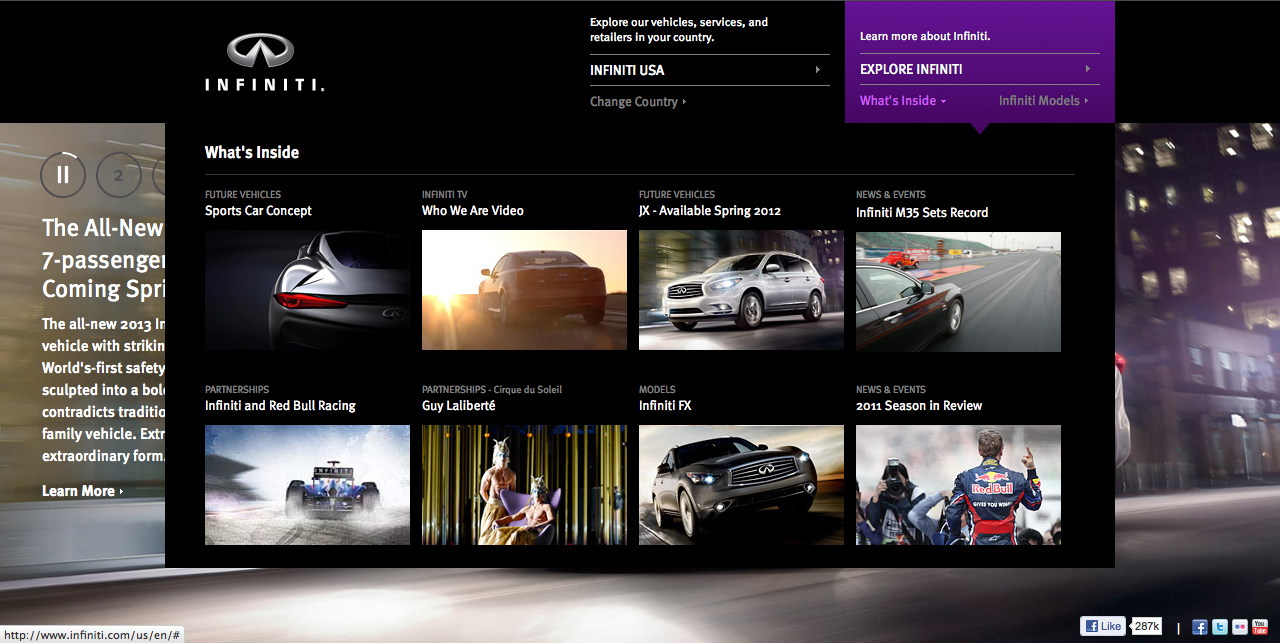 Explore our vehicles, services, and
retailers in your country.
Learn more about Infiniti.
INFINITI.
INFINITI USA
EXPLORE INFINITI
Change Country
What's Inside
Infiniti Models
What's Inside
FUTURE VEHICLES
Sports Car Concept
INFINITI TV
Who We Are Video
FUTURE VEHICLES
JX - Available Spring 2012
NEWS & EVENTS
Infiniti M35 Sets Record
2
The All-New
7-passenger
Coming Spri
The all-new 2013 In
vehicle with strikin
World's-first safety
sculpted into a bol
contradicts traditio
family vehicle. Extr
extraordinary form.
Learn More
PARTNERSHIPS
Infiniti and Red Bull Racing
INFINITI
PARTNERSHIPS - Cirque du Soleil
Guy Laliberté
MODELS
Infiniti FX
NEWS & EVENTS
2011 Season in Review
Red Bull
GIVES YOU WINGS
http://www.infiniti.com/us/en/#
f Like
287k
|
f
t
You
Tube